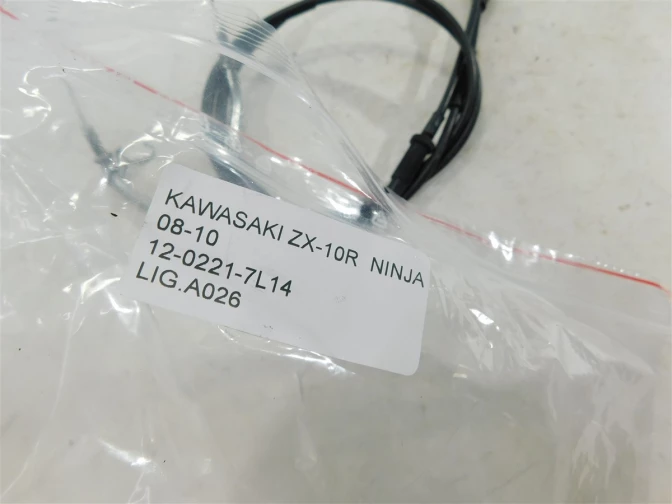 KAWASAKI ZX-10R NINJA
08-10
12-0221-7L14
LIG.A026